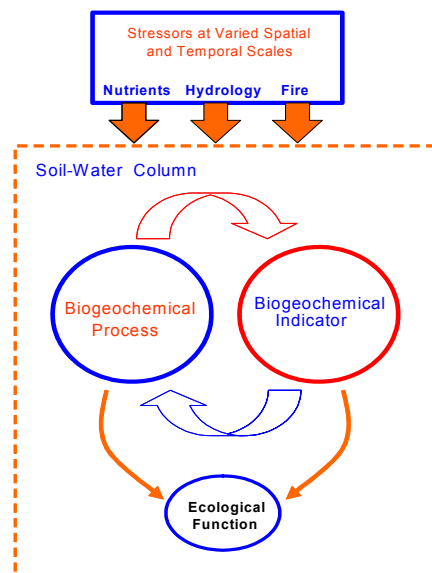 Stressors at Varied Spatial
and Temporal Scales
Nutrients Hydrology Fire
Soil-Water Column
Biogeochemical
Process
Biogeochemical
Indicator
Ecological
Function